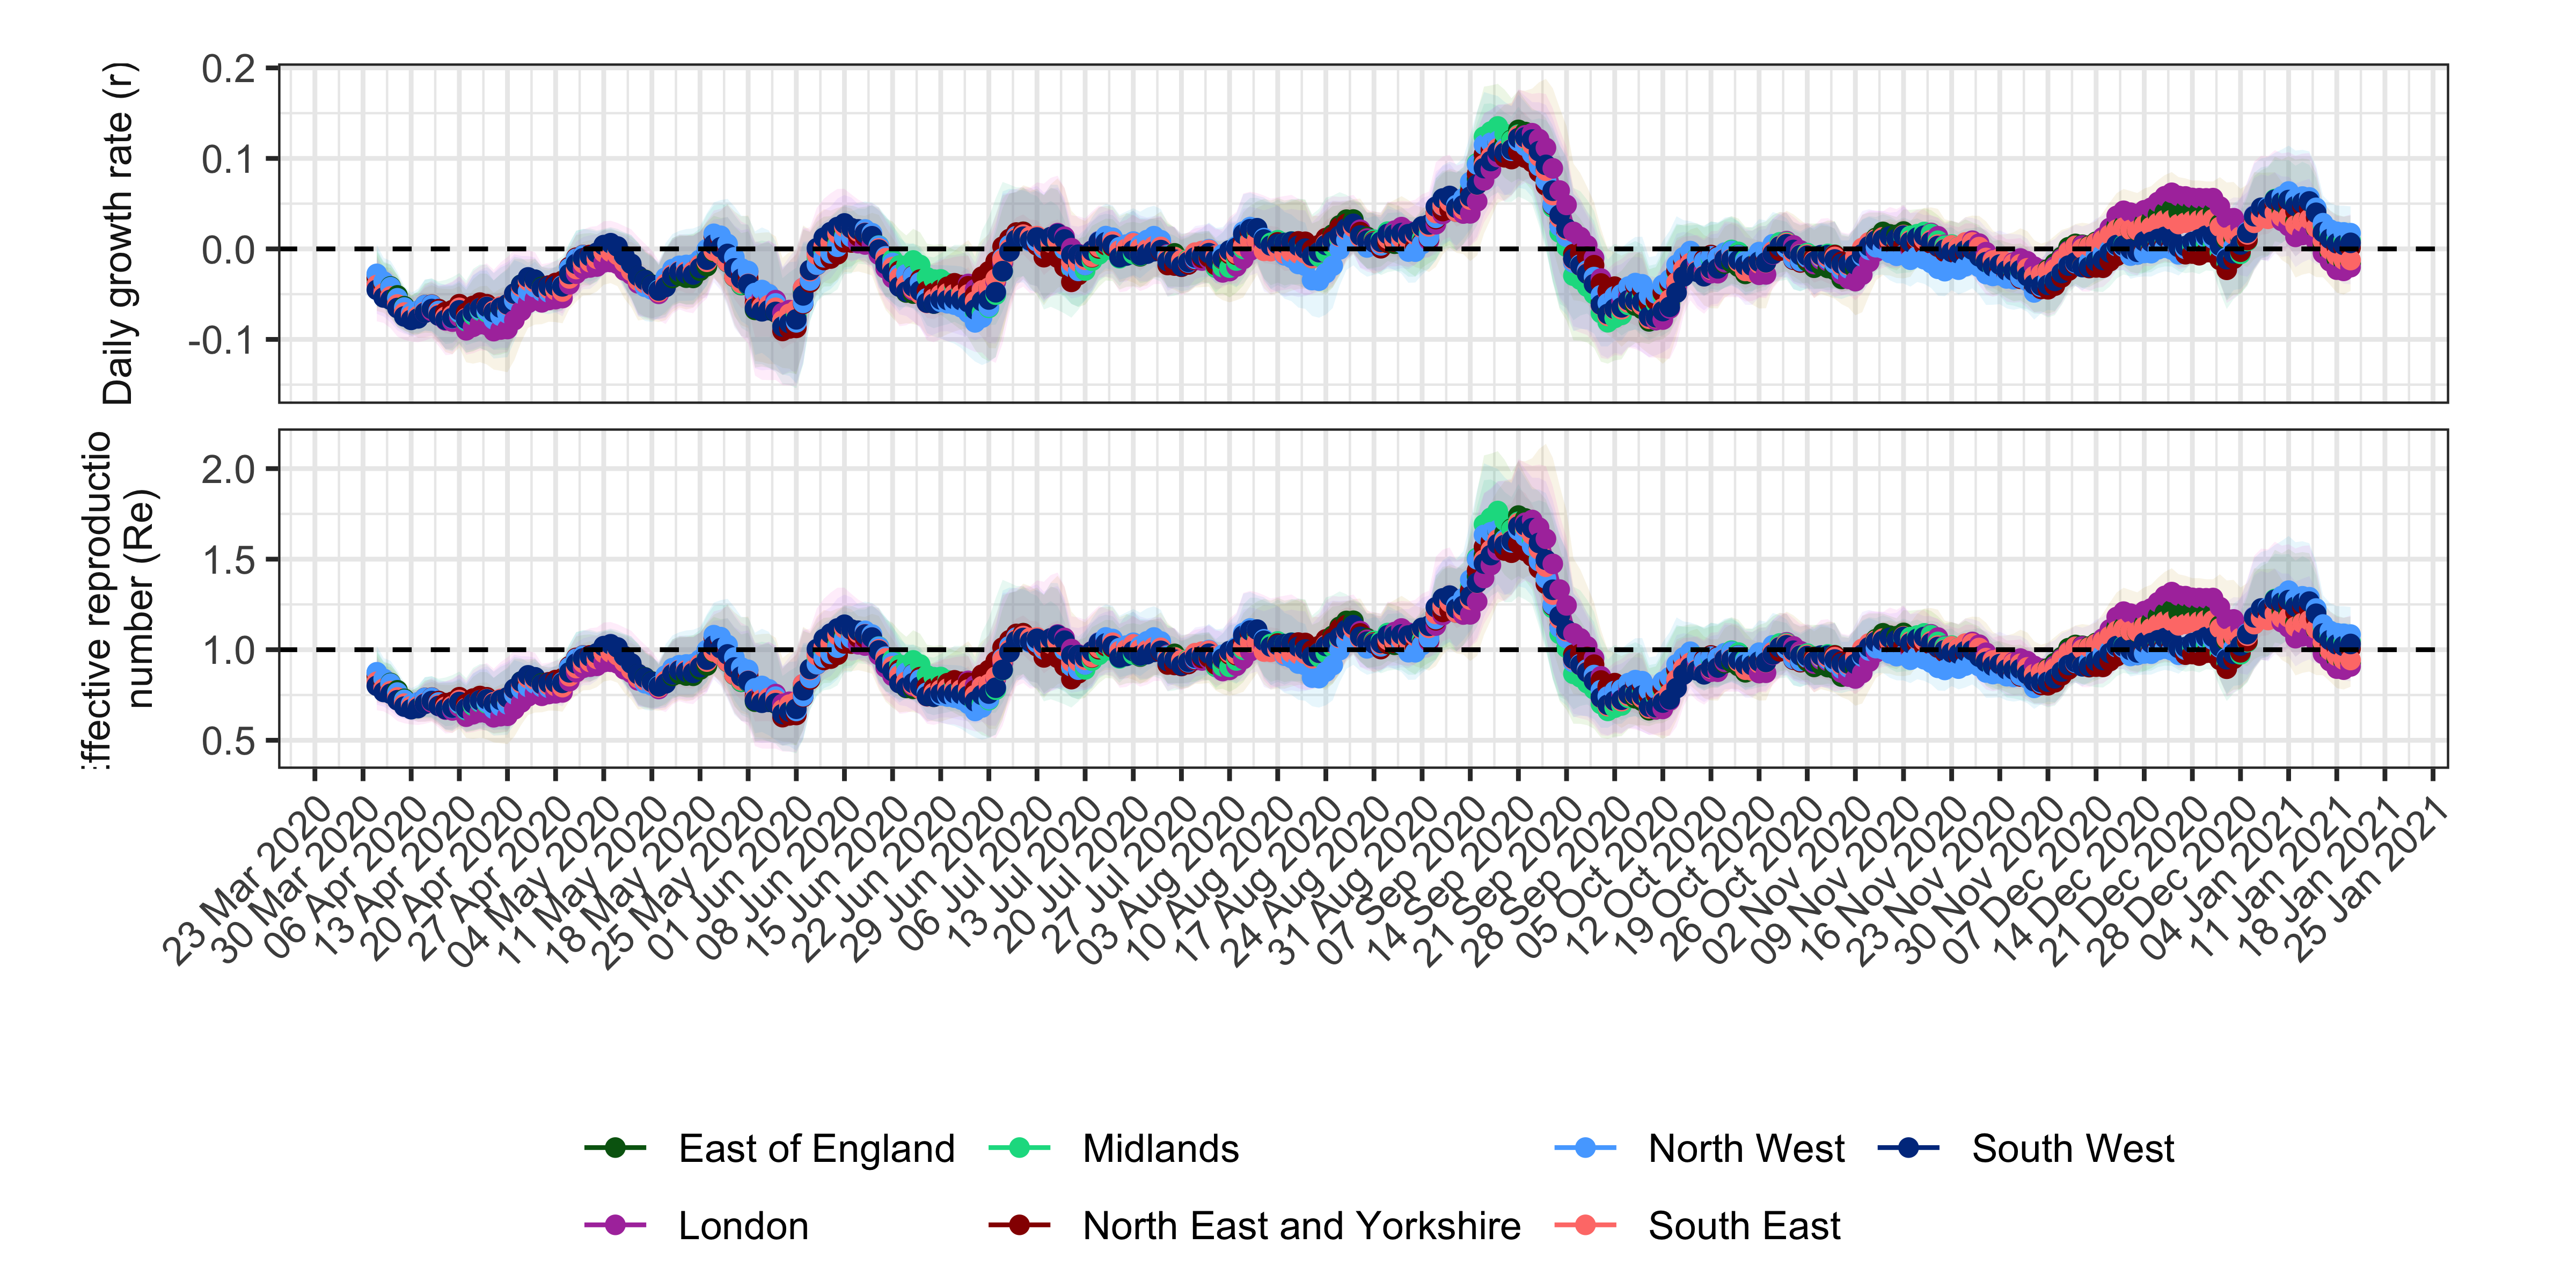 Daily growth rate (r)
0.2
0.1
0.0
-0.1
ffective reproductio
number (Re)
2.0
1.5
1.0
0.5
23 Mar 2020
30 Mar 2020
06 Apr 2020
13 Apr 2020
20 Apr 2020
27 Apr 2020
04 May 2020
11 May 2020
18 May 2020
25 May 2020
01 Jun 2020
08 Jun 2020
15 Jun 2020
22 Jun 2020
29 Jun 2020
06 Jul 2020
13 Jul 2020
20 Jul 2020
27 Jul 2020
03 Aug 2020
10 Aug 2020
17 Aug 2020
24 Aug 2020
31 Aug 2020
07 Sep 2020
14 Sep 2020
21 Sep 2020
28 Sep 2020
05 Oct 2020
12 Oct 2020
19 Oct 2020
26 Oct 2020
02 Nov 2020
09 Nov 2020
16 Nov 2020
23 Nov 2020
30 Nov 2020
07 Dec 2020
14 Dec 2020
21 Dec 2020
28 Dec 2020
04 Jan 2021
11 Jan 2021
18 Jan 2021
25 Jan 2021
East of England
Midlands
North West
South West
London
North East and Yorkshire
South East